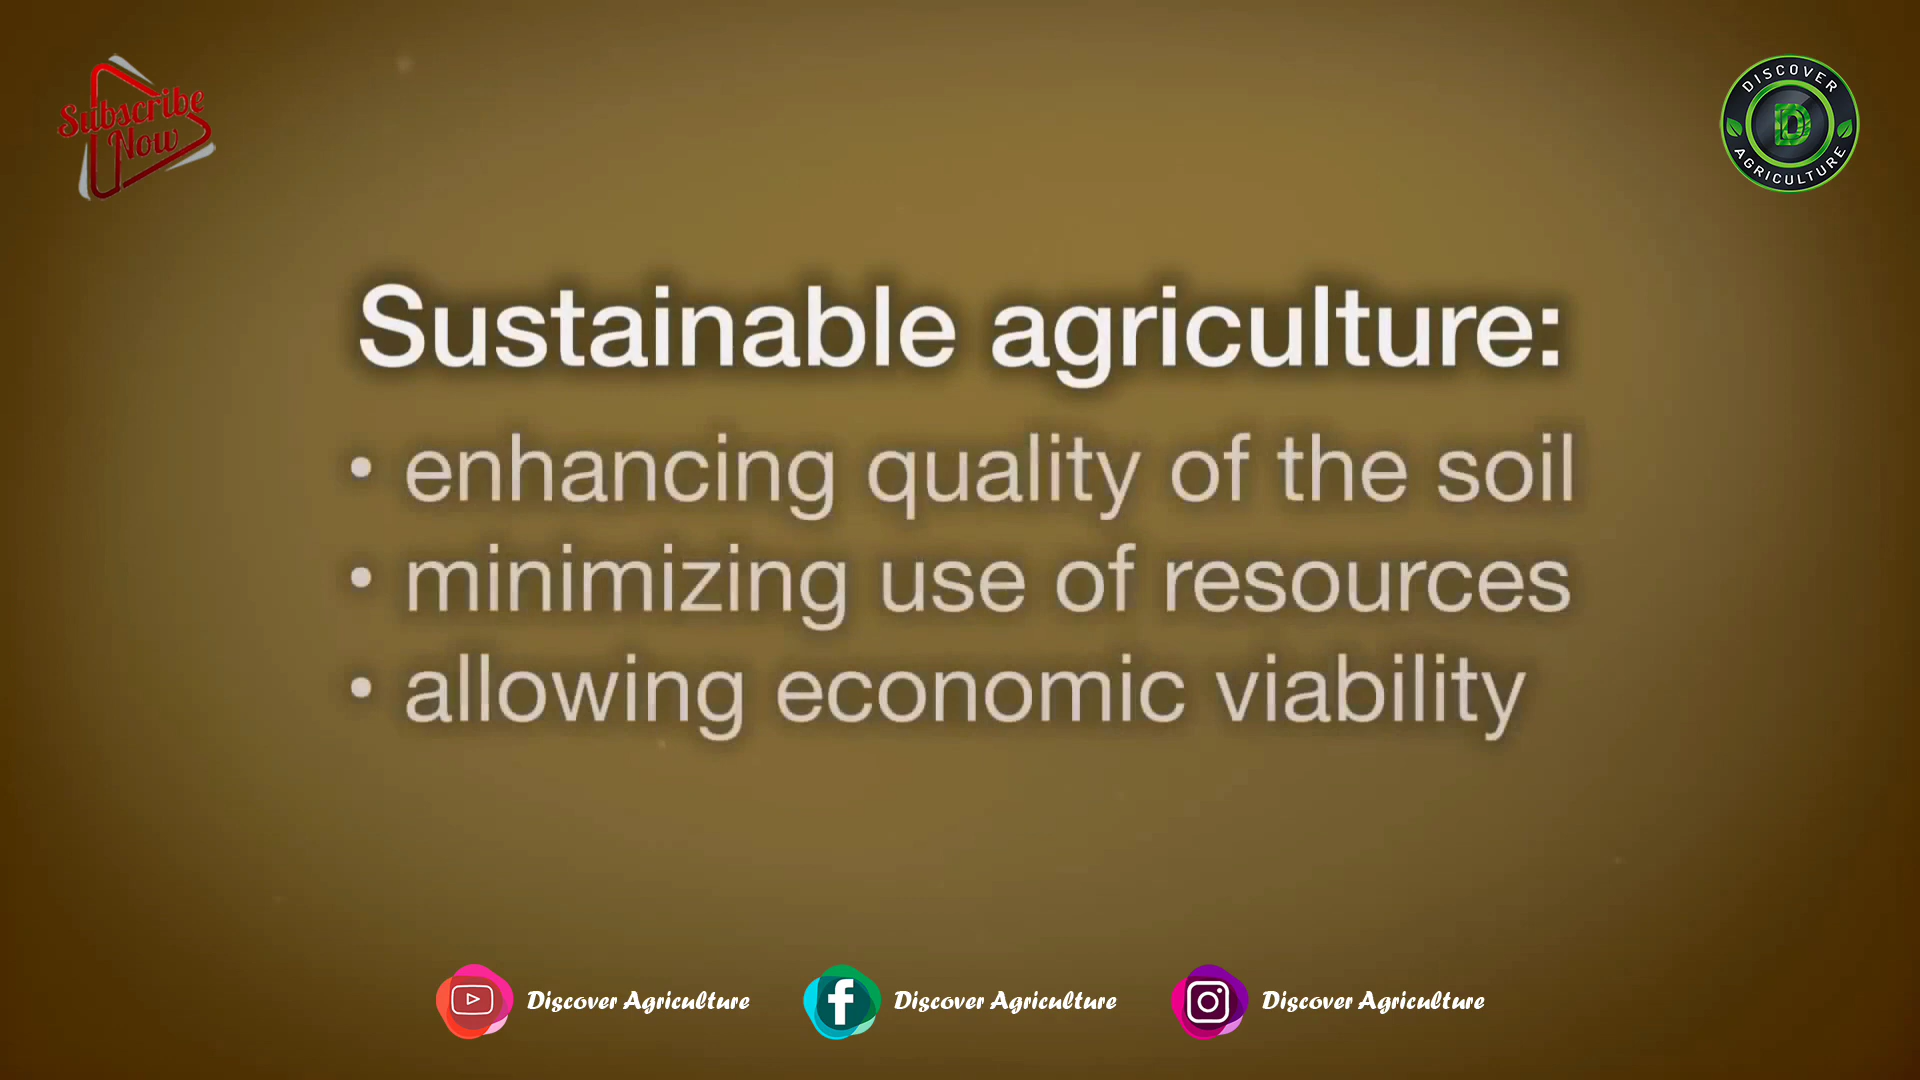 Subscribe
Now
DISCOVER
D
AGRICULTURE
Sustainable agriculture:
• enhancing quality of the soil
• minimizing use of resources
• allowing economic viability
Discover Agriculture
Discover Agriculture
Discover Agriculture